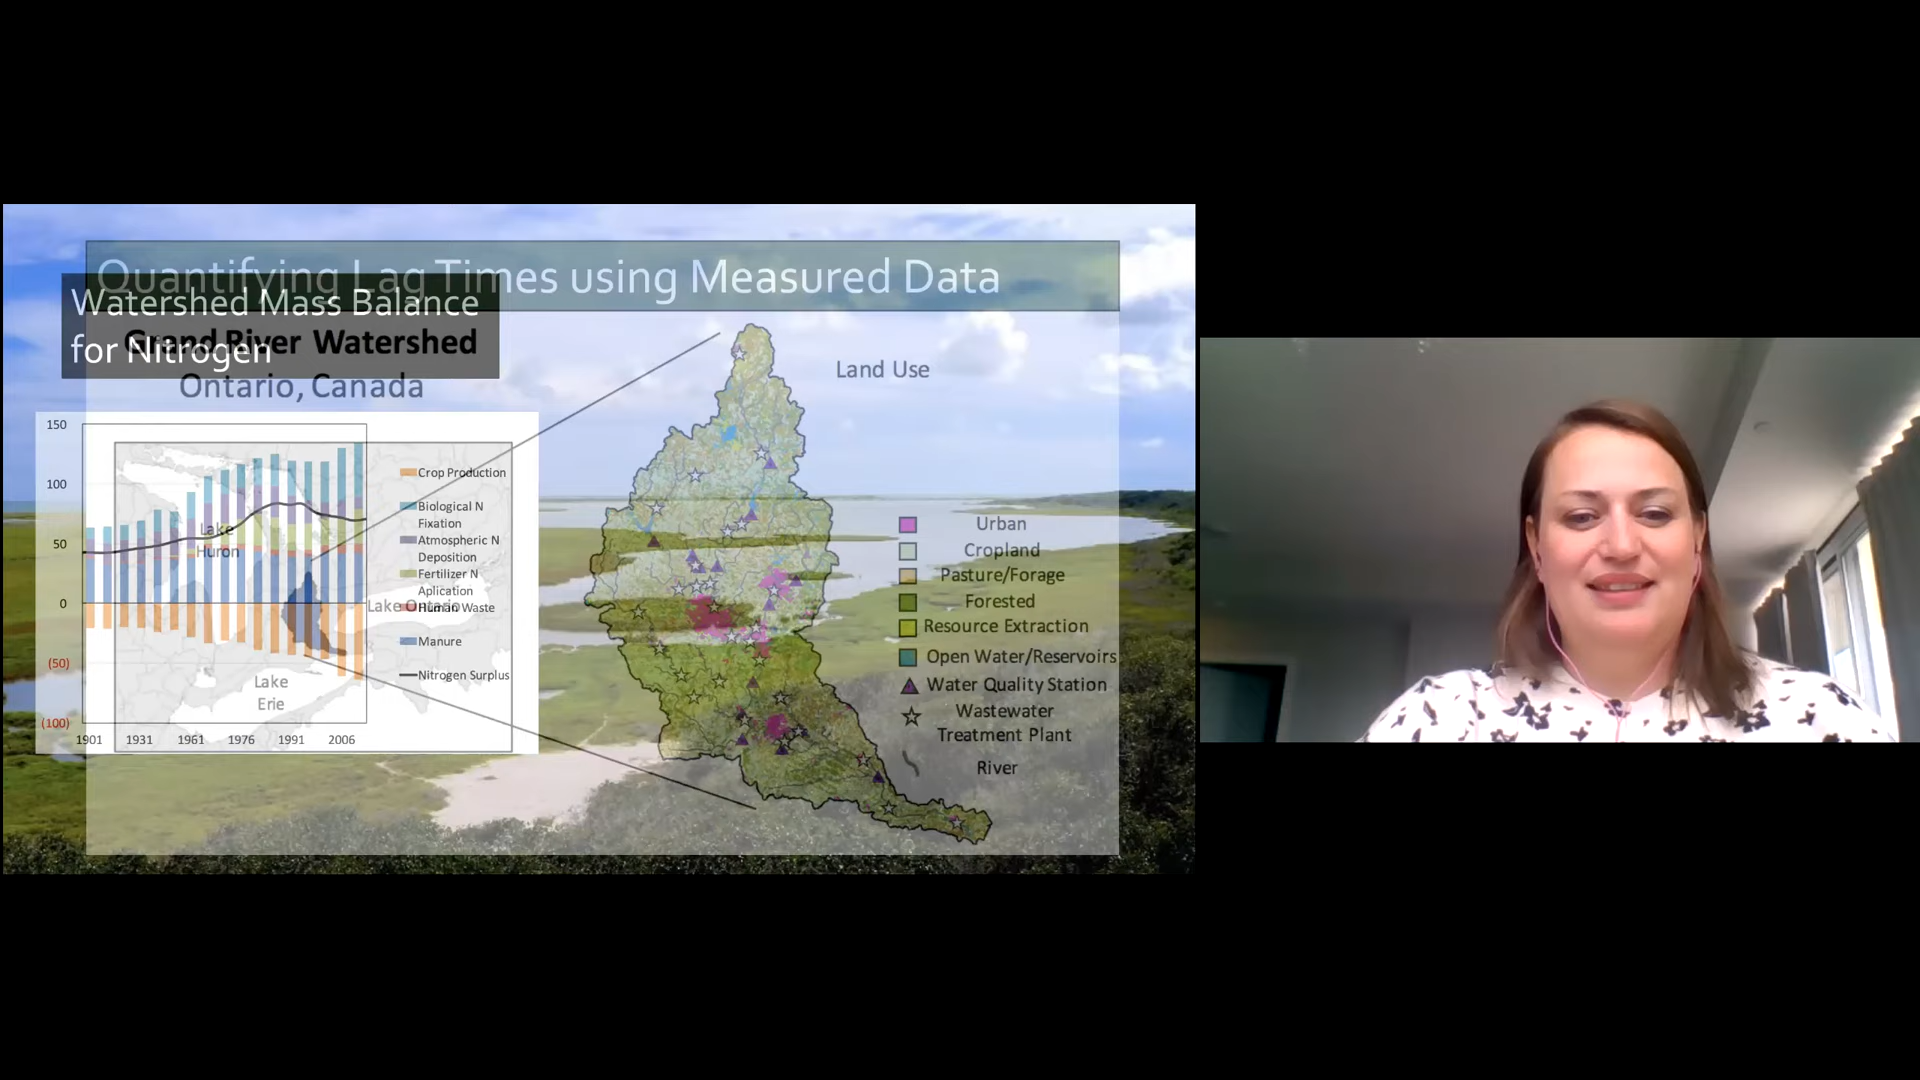 Quantifying Lag Times using Measured Data
Watershed Mass Balance
for Nitrogen
Grand River Watershed
Ontario, Canada
Land Use
150
100
50
0
(50)
(100)
1901 1931 1961 1976 1991 2006
Lake
Huron
Lake Ontario
Lake
Erie
Crop Production
Biological N
Fixation
Atmospheric N
Deposition
Fertilizer N
Aplication
Human Waste
Manure
Nitrogen Surplus
Urban
Cropland
Pasture/Forage
Forested
Resource Extraction
Open Water/Reservoirs
Water Quality Station
Wastewater
Treatment Plant
River